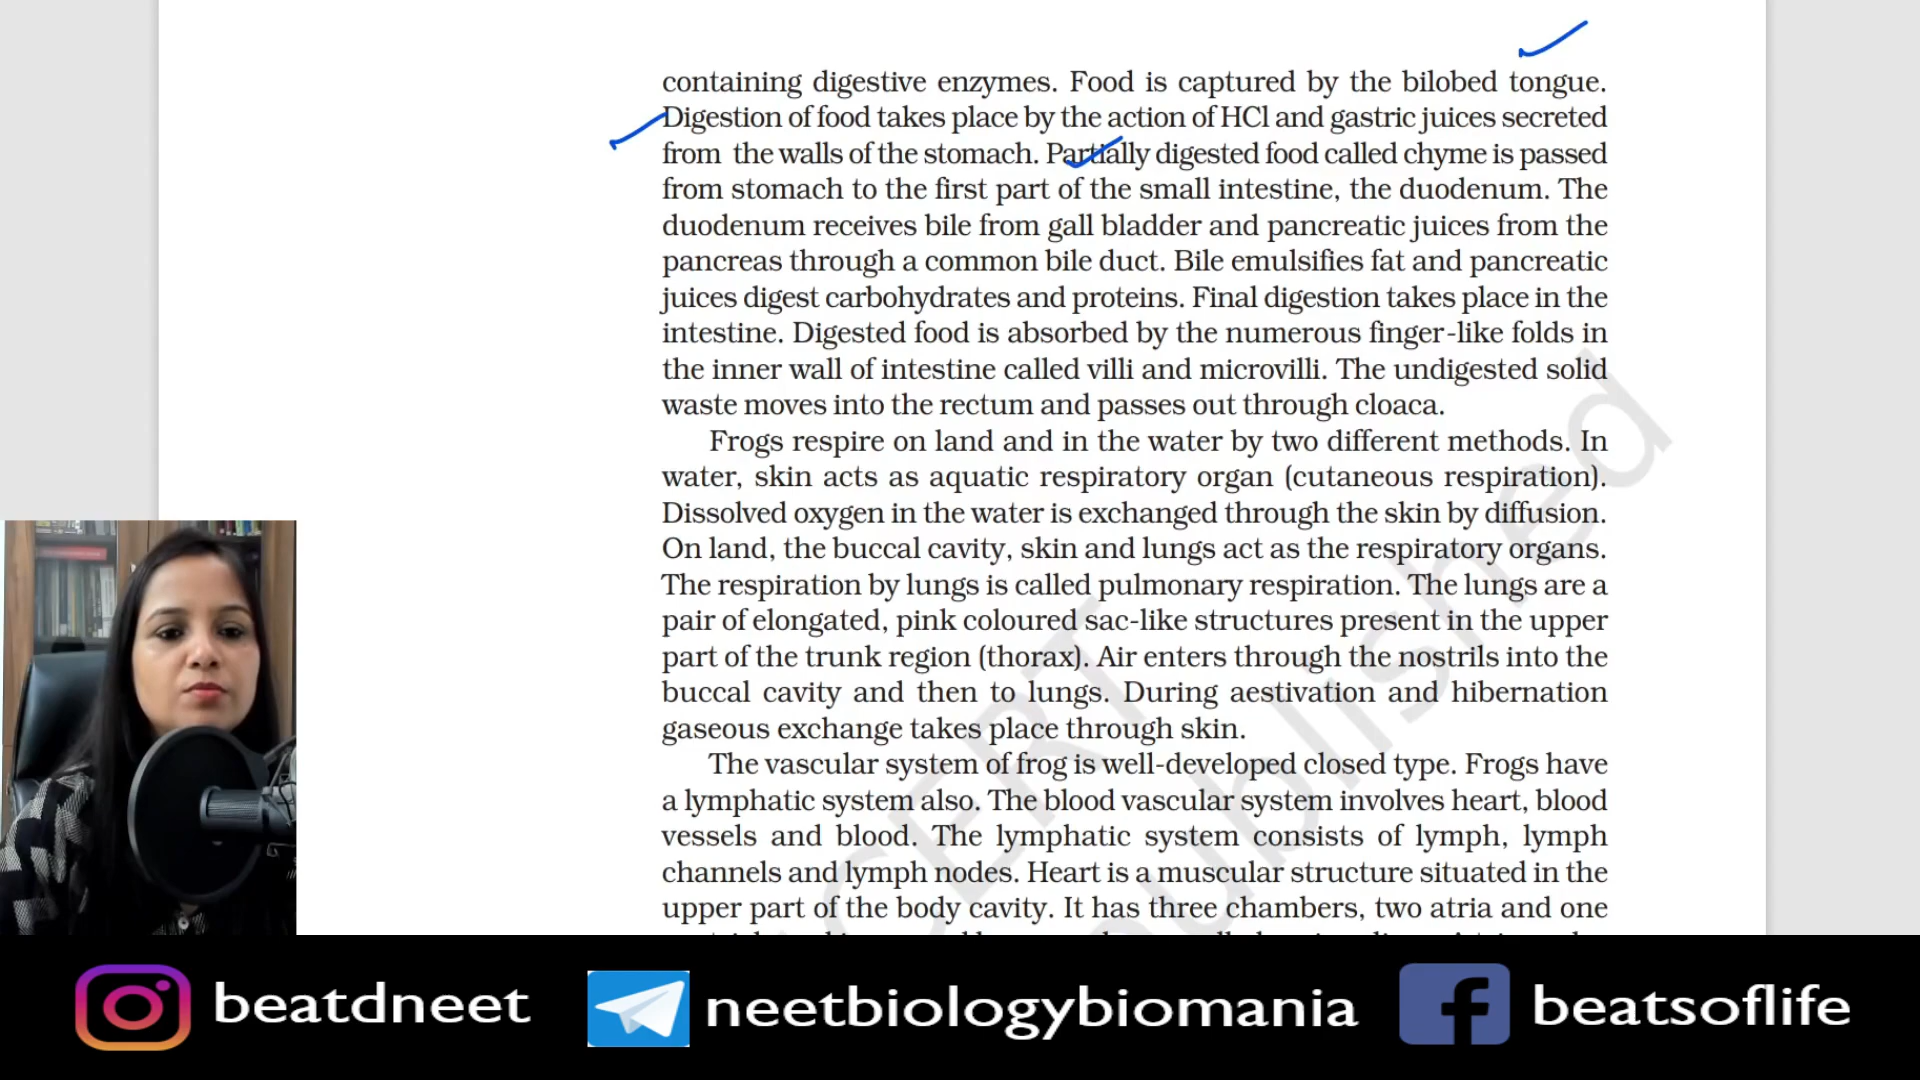 containing digestive enzymes. Food is captured by the bilobed tongue.
Digestion of food takes place by the action of HCl and gastric juices secreted
from the walls of the stomach. Partially digested food called chyme is passed
from stomach to the first part of the small intestine, the duodenum. The
duodenum receives bile from gall bladder and pancreatic juices from the
pancreas through a common bile duct. Bile emulsifies fat and pancreatic
juices digest carbohydrates and proteins. Final digestion takes place in the
intestine. Digested food is absorbed by the numerous finger-like folds in
the inner wall of intestine called villi and microvilli. The undigested solid
waste moves into the rectum and passes out through cloaca.
Frogs respire on land and in the water by two different methods. In
water, skin acts as aquatic respiratory organ (cutaneous respiration).
Dissolved oxygen in the water is exchanged through the skin by diffusion.
On land, the buccal cavity, skin and lungs act as the respiratory organs.
The respiration by lungs is called pulmonary respiration. The lungs are a
pair of elongated, pink coloured sac-like structures present in the upper
part of the trunk region (thorax). Air enters through the nostrils into the
buccal cavity and then to lungs. During aestivation and hibernation
gaseous exchange takes place through skin.
The vascular system of frog is well-developed closed type. Frogs have
a lymphatic system also. The blood vascular system involves heart, blood
vessels and blood. The lymphatic system consists of lymph, lymph
channels and lymph nodes. Heart is a muscular structure situated in the
upper part of the body cavity. It has three chambers, two atria and one
beatdneet
neetbiologybiomania
beatsoflife